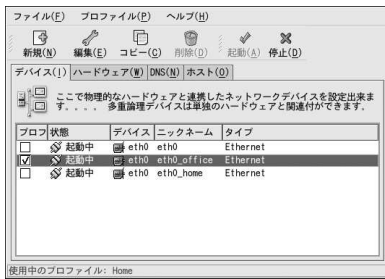 ファイル(F) プロファイル(P) ヘルプ(H)
新規(N) 編集(E) コピー(C) 削除(D) 起動(A) 停止(D)
デバイス(I) ハードウェア(W) DNS(N) ホスト(O)
ここで物理的なハードウェアと連携したネットワークデバイスを設定出来ま
す.... 多重論理デバイスは単独のハードウェアと関連付ができます.
プロフ 状態 デバイス ニックネーム タイプ
起動中 eth0 eth0 Ethernet
起動中 eth0 eth0_office Ethernet
起動中 eth0 eth0_home Ethernet
使用中のプロファイル: Home